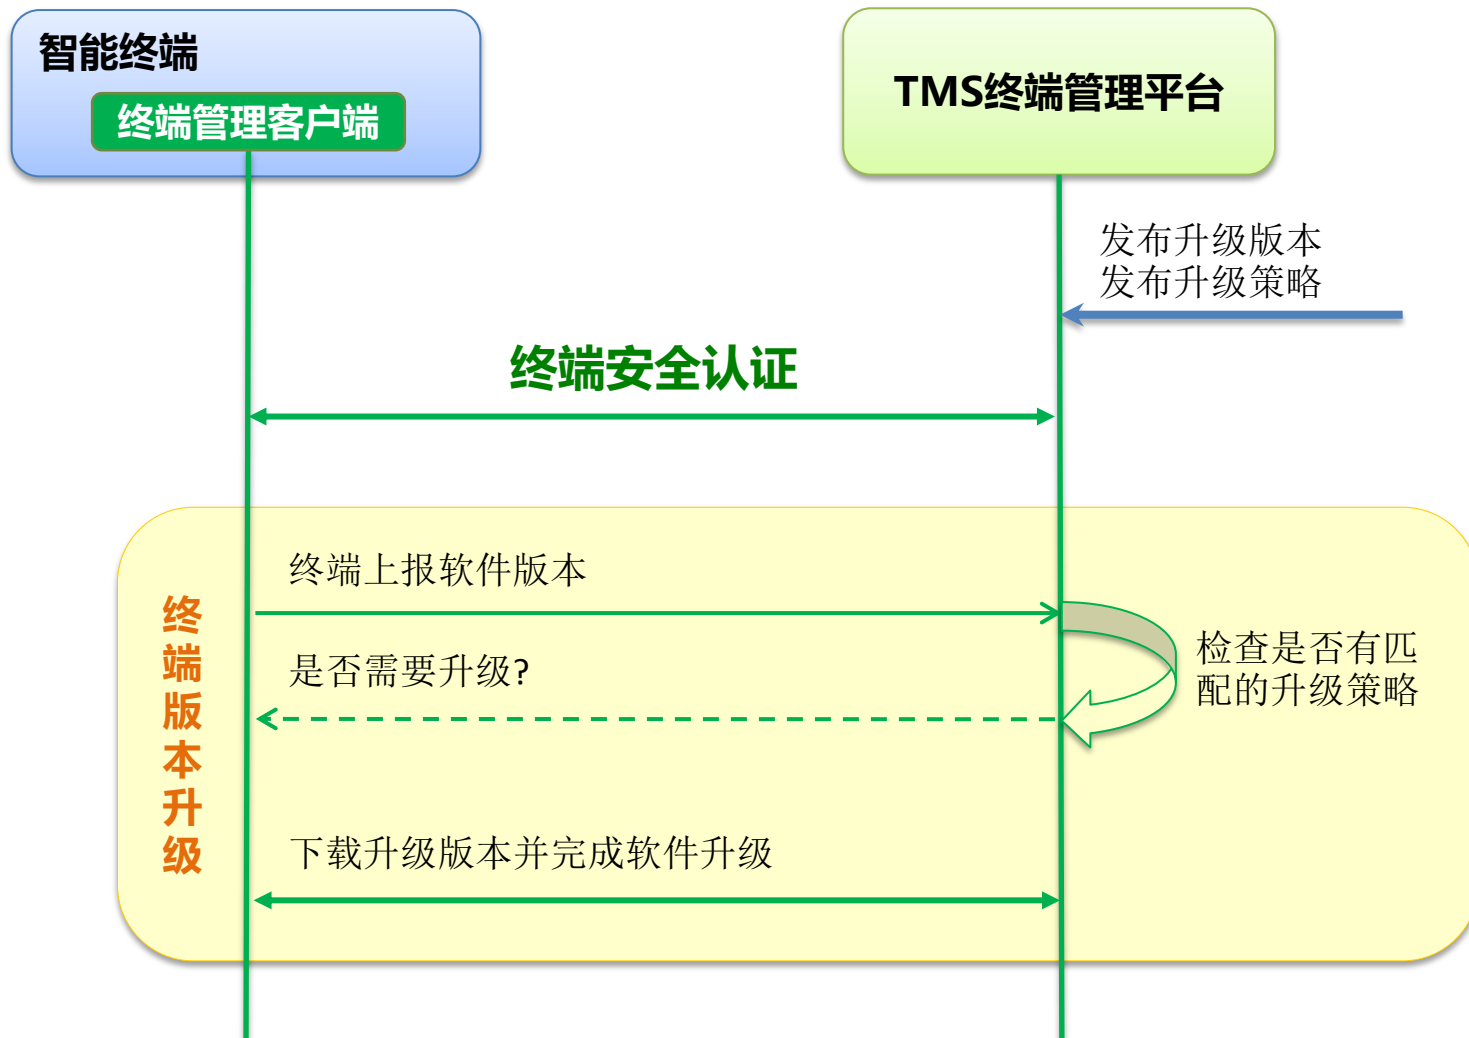 智能终端
终端管理客户端
TMS终端管理平台
发布升级版本
发布升级策略
终端安全认证
终端版本升级
终端上报软件版本
是否需要升级?
检查是否有匹
配的升级策略
下载升级版本并完成软件升级